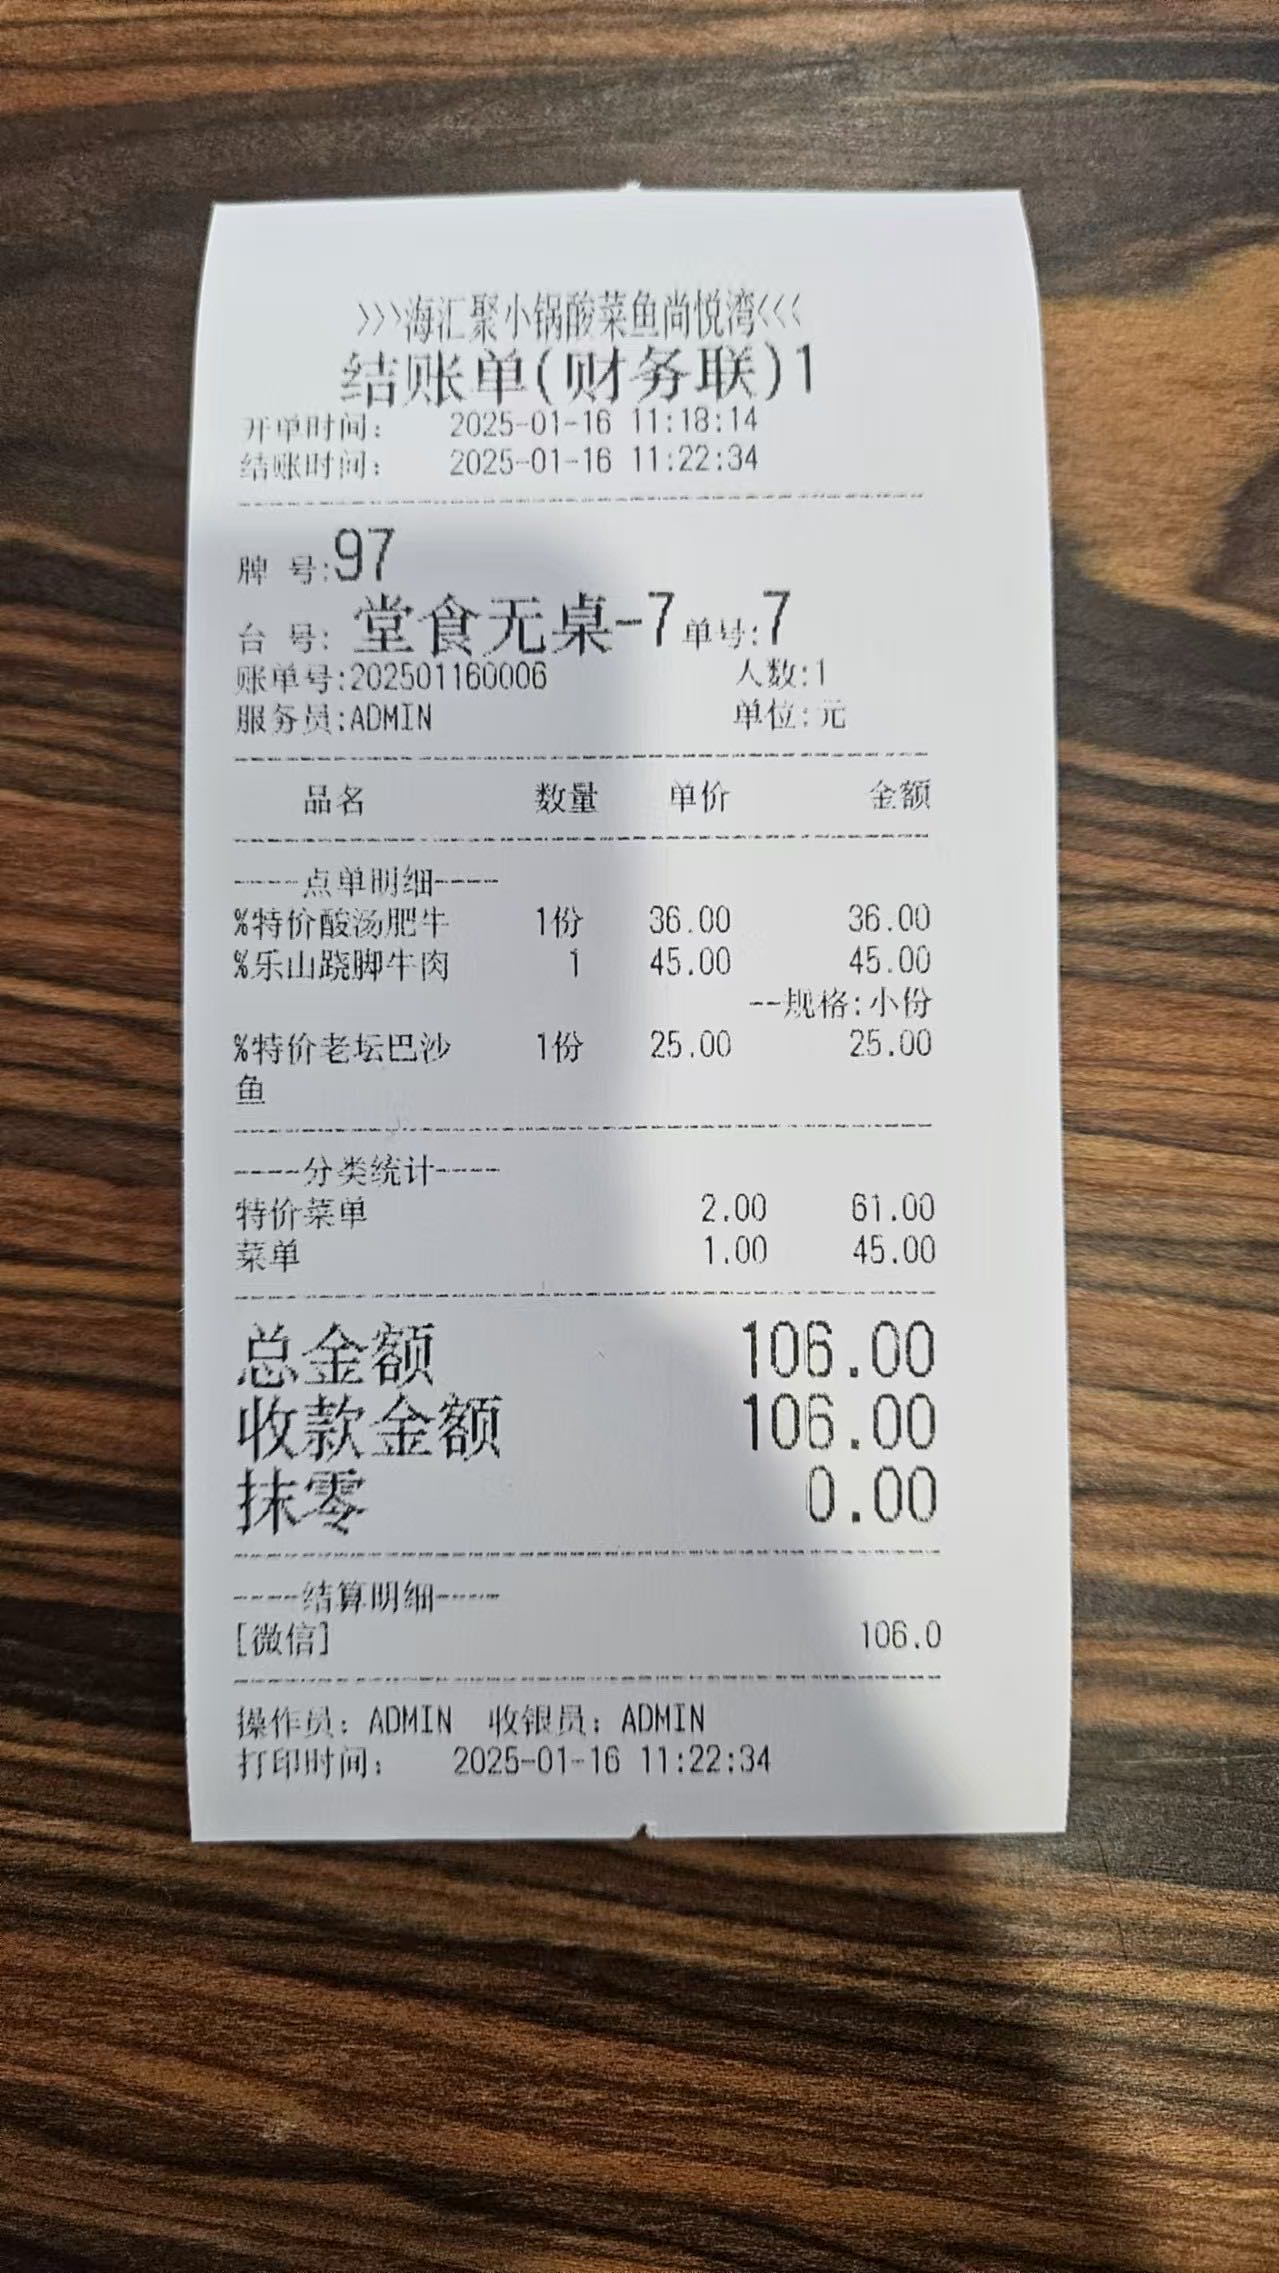 >>>海汇聚小锅酸菜鱼尚悦湾<<<
结账单(财务联)1
开单时间: 2025-01-16 11:18:14
结账时间: 2025-01-16 11:22:34
牌 号:97
台 号: 堂食无桌-7 单号:7
账单号:202501160006 人数:1
服务员:ADMIN 单位:元
品名 数量 单价 金额
----点单明细----
%特价酸汤肥牛 1份 36.00 36.00
%乐山跷脚牛肉 1 45.00 45.00
--规格:小份
%特价老坛巴沙 1份 25.00 25.00
鱼
----分类统计----
特价菜单 2.00 61.00
菜单 1.00 45.00
总金额 106.00
收款金额 106.00
抹零 0.00
----结算明细----
[微信] 106.0
操作员: ADMIN 收银员: ADMIN
打印时间: 2025-01-16 11:22:34